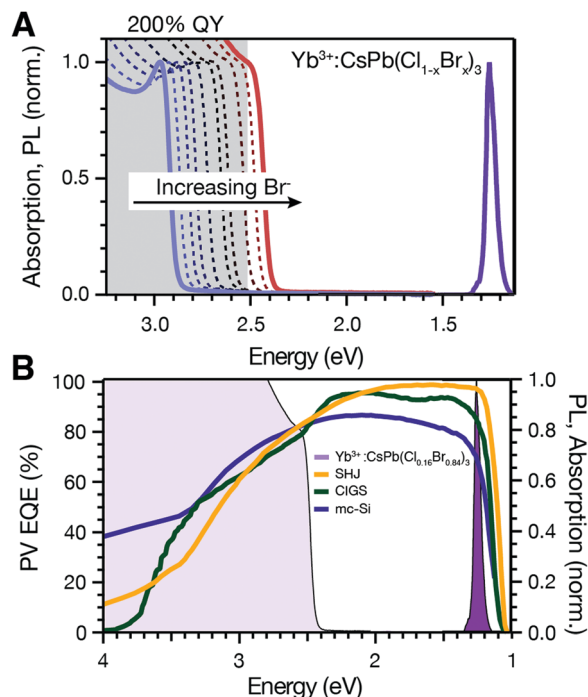 A
200% QY
Yb³⁺:CsPb(Cl₁₋ₓBrₓ)₃
Absorption, PL (norm.)
1.0
0.5
0.0
Increasing Br⁻
3.0 2.5 2.0 1.5
Energy (eV)
B
PV EQE (%)
100
80
60
40
20
0
Yb³⁺:CsPb(Cl₀.₁₆Br₀.₈₄)₃
SHJ
CIGS
mc-Si
1.0
0.8
0.6
0.4
0.2
0.0
PL, Absorption (norm.)
4 3 2 1
Energy (eV)